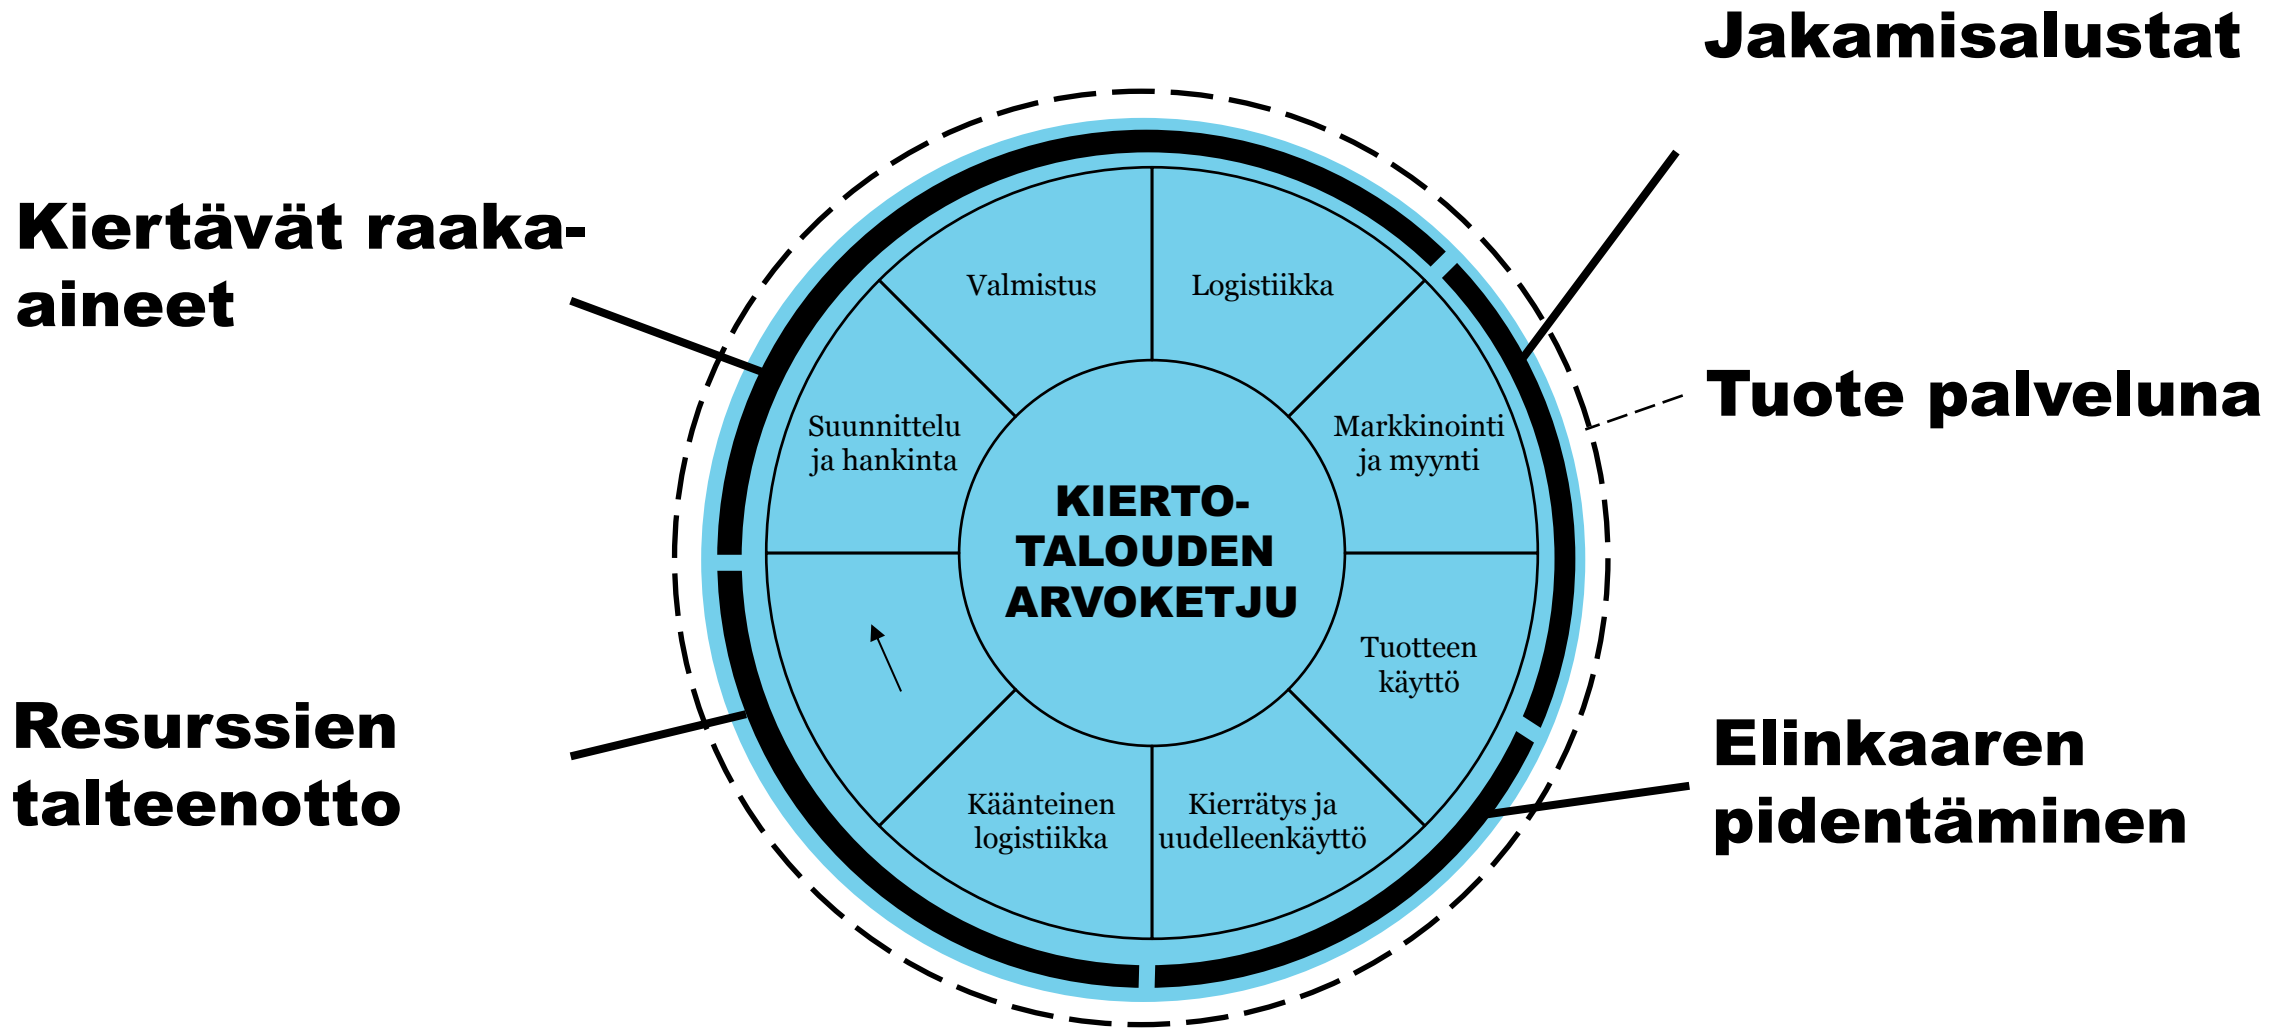 Jakamisalustat
Kiertävät raaka-
aineet
Valmistus
Logistiikka
Tuote palveluna
Suunnittelu
ja hankinta
Markkinointi
ja myynti
KIERTO-
TALOUDEN
ARVOKETJU
Tuotteen
käyttö
Resurssien
talteenotto
Elinkaaren
pidentäminen
Käänteinen
logistiikka
Kierrätys ja
uudelleenkäyttö